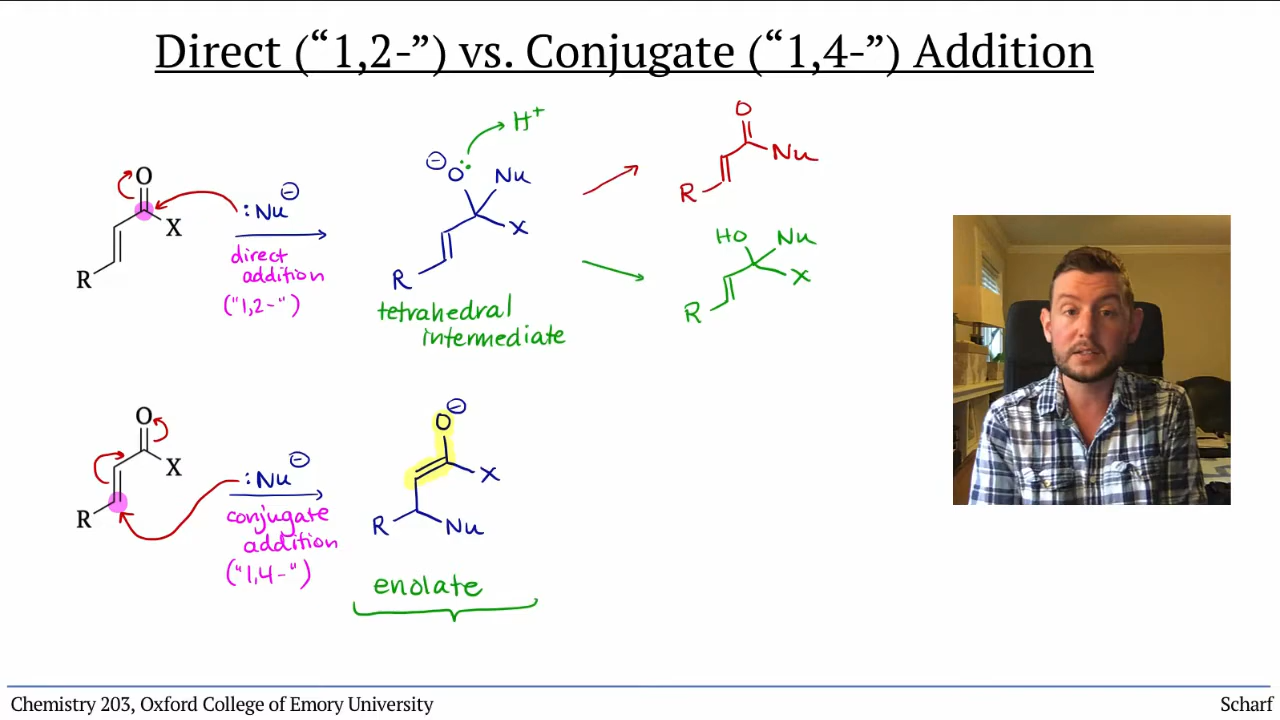 Direct (“1,2-”) vs. Conjugate (“1,4-”) Addition
O
X
R
:Nu⊖
direct
addition
("1,2-")
⊖
O:
Nu
X
R
H⁺
tetrahedral
intermediate
O
Nu
R
HO
Nu
X
R
O
X
R
:Nu⊖
conjugate
addition
("1,4-")
O⊖
X
R
Nu
enolate
Chemistry 203, Oxford College of Emory University
Scharf